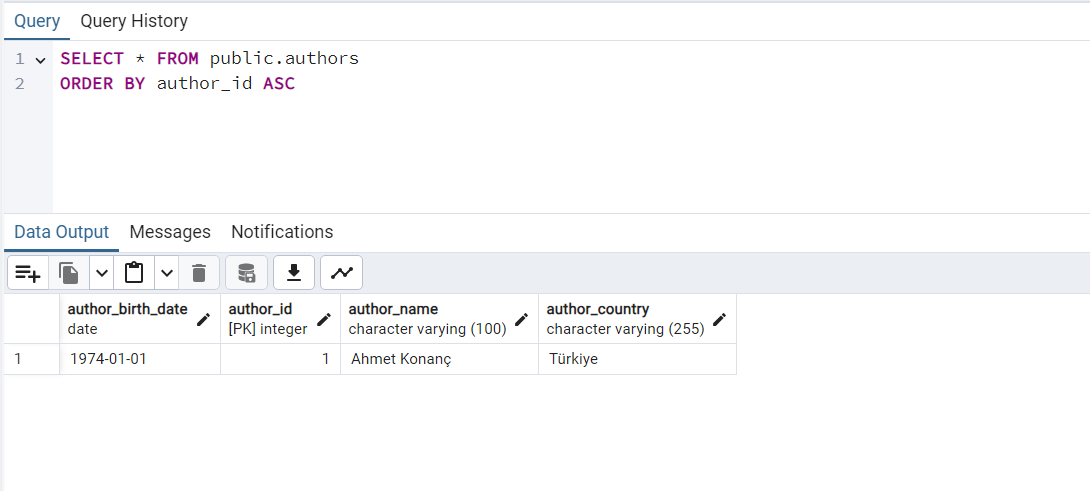 Query Query History
1 SELECT * FROM public.authors
2 ORDER BY author_id ASC
Data Output Messages Notifications
author_birth_date author_id author_name author_country
date [PK] integer character varying (100) character varying (255)
1 1974-01-01 1 Ahmet Konanç Türkiye